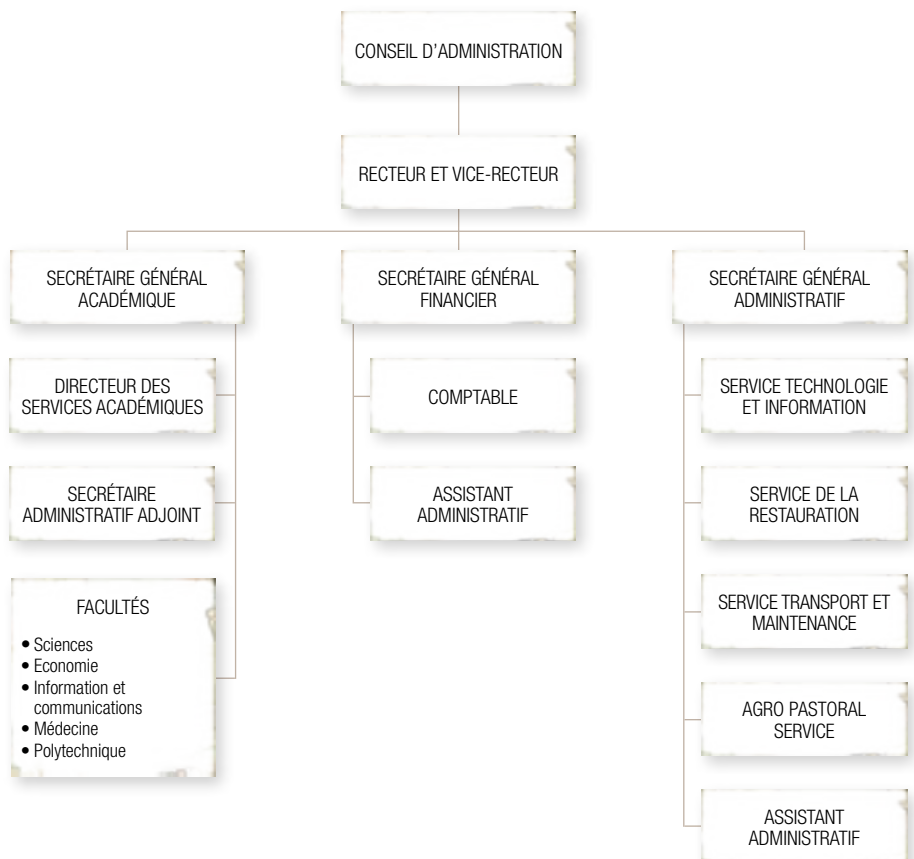 CONSEIL D’ADMINISTRATION
RECTEUR ET VICE-RECTEUR
SECRÉTAIRE GÉNÉRAL
ACADÉMIQUE
DIRECTEUR DES
SERVICES ACADÉMIQUES
SECRÉTAIRE
ADMINISTRATIF ADJOINT
FACULTÉS
• Sciences
• Economie
• Information et
communications
• Médecine
• Polytechnique
SECRÉTAIRE GÉNÉRAL
FINANCIER
COMPTABLE
ASSISTANT
ADMINISTRATIF
SECRÉTAIRE GÉNÉRAL
ADMINISTRATIF
SERVICE TECHNOLOGIE
ET INFORMATION
SERVICE DE LA
RESTAURATION
SERVICE TRANSPORT ET
MAINTENANCE
AGRO PASTORAL
SERVICE
ASSISTANT
ADMINISTRATIF